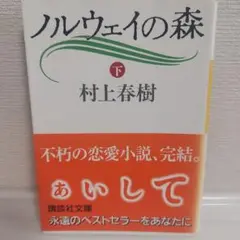 ノルウェイの森
下
村上春樹
不朽の恋愛小説、完結。
あいして
講談社文庫
永遠のベストセラーをあなたに